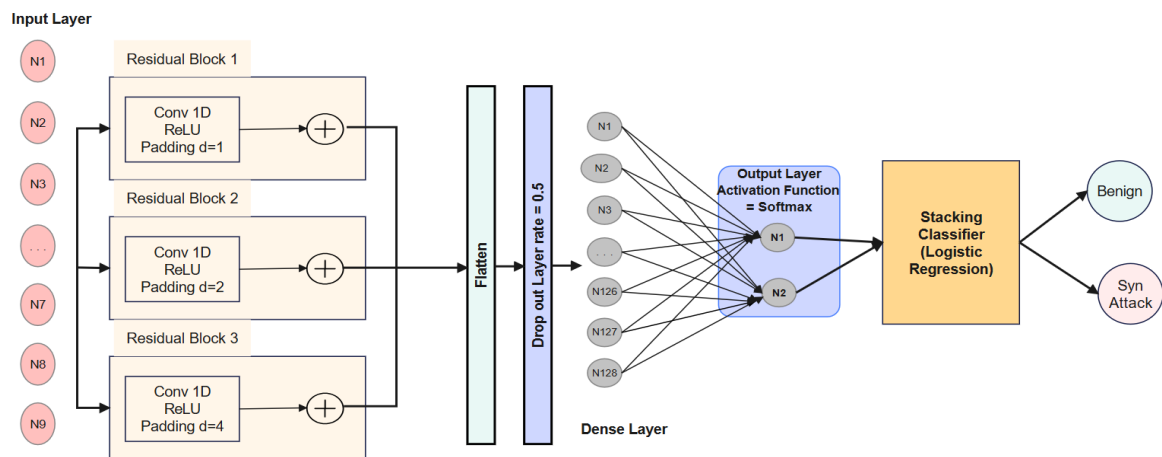 Input Layer
N1
N2
N3
. . .
N7
N8
N9
Residual Block 1
Conv 1D
ReLU
Padding d=1
+
Residual Block 2
Conv 1D
ReLU
Padding d=2
+
Residual Block 3
Conv 1D
ReLU
Padding d=4
+
Flatten
Drop out Layer rate = 0.5
N1
N2
N3
. . .
N126
N127
N128
Dense Layer
Output Layer
Activation Function
= Softmax
N1
N2
Stacking
Classifier
(Logistic
Regression)
Benign
Syn
Attack